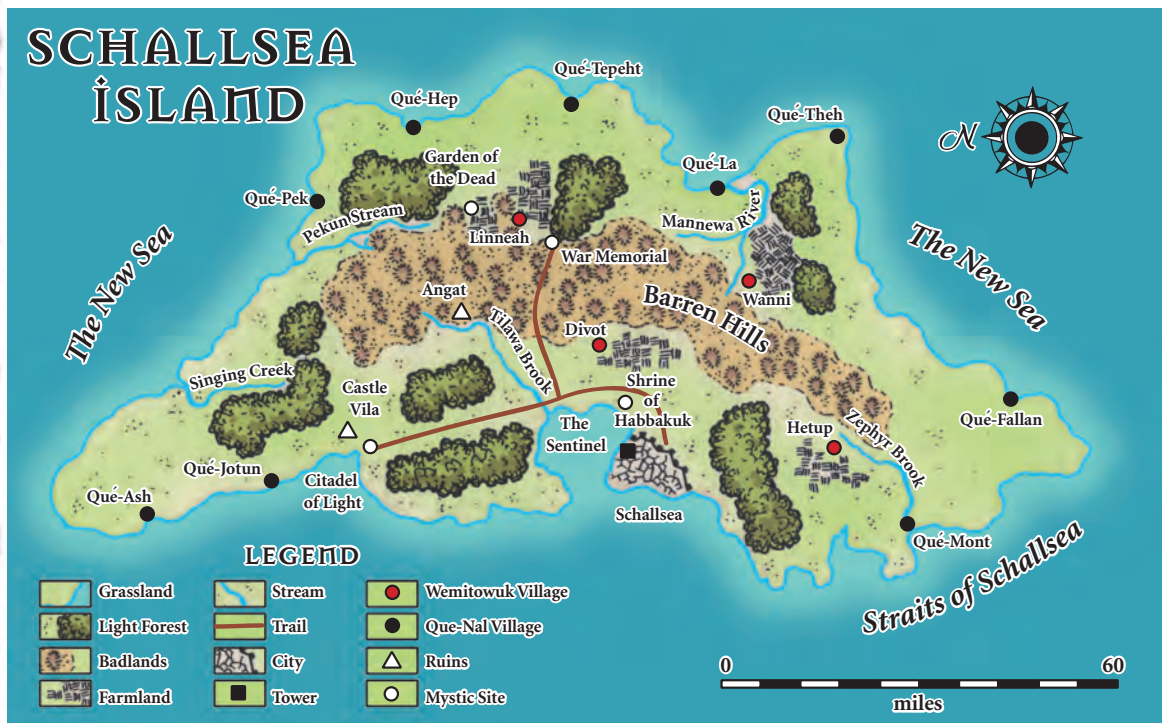 SCHALLSEA
ISLAND
Qué-Tepeht
Qué-Hep
Qué-Theh
N
Garden of
the Dead
Qué-La
Qué-Pek
Pekun Stream
Mannewa River
Linneah
War Memorial
The New Sea
The New Sea
Angat
Wanni
Barren Hills
Tilawa Brook
Divot
Singing Creek
Castle
Vila
Shrine
of
Habbakuk
Qué-Fallan
The
Sentinel
Hetup
Zephyr Brook
Qué-Jotun
Citadel
of Light
Qué-Ash
Schallsea
Qué-Mont
Straits of Schallsea
LEGEND
Grassland
Stream
Wemitowuk Village
Light Forest
Trail
Que-Nal Village
Badlands
City
Ruins
Farmland
Tower
Mystic Site
0 60
miles